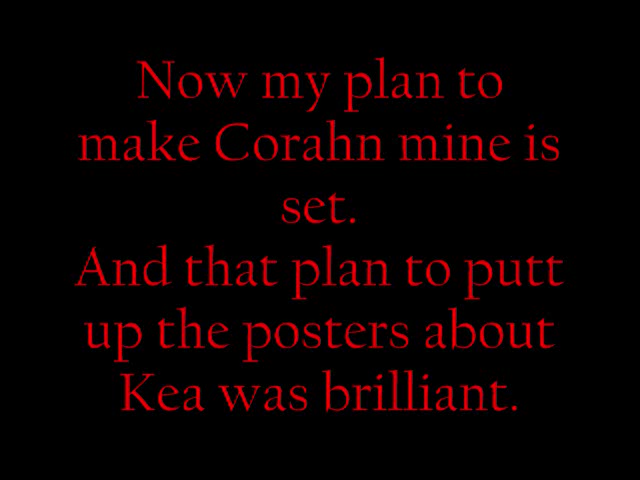 Now my plan to
make Corahn mine is
set.
And that plan to putt
up the posters about
Kea was brilliant.